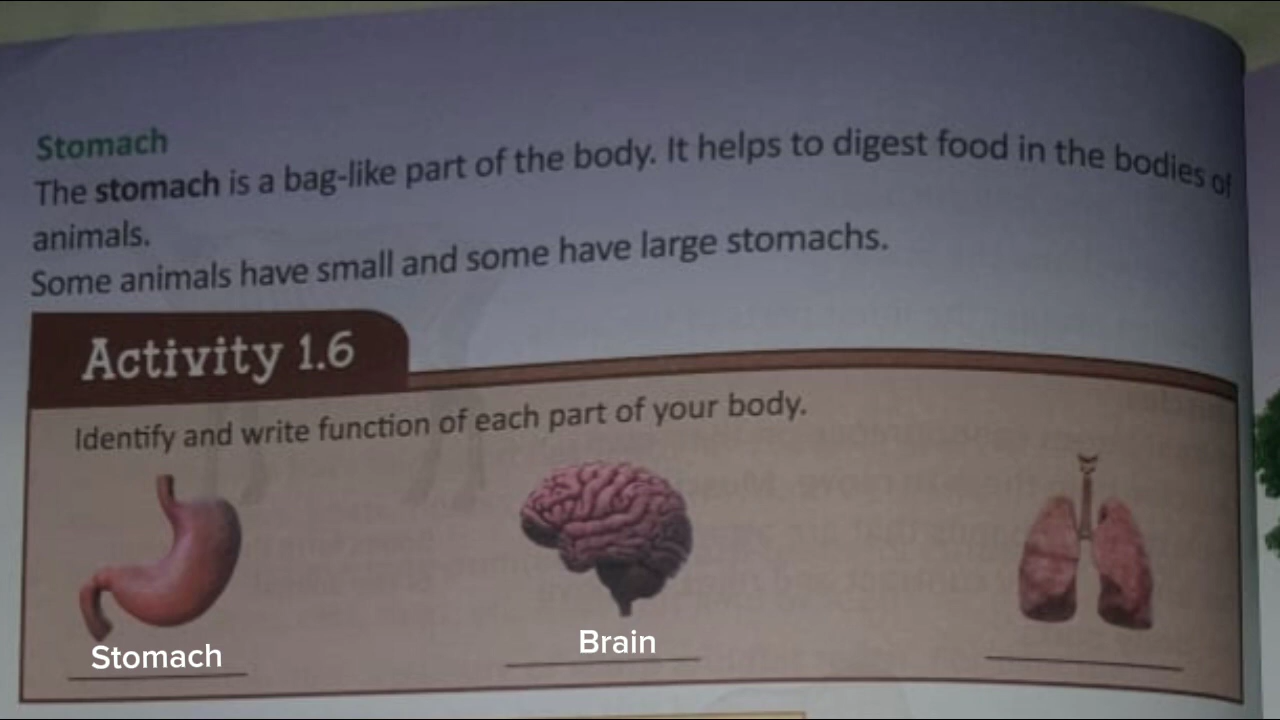 Stomach
The stomach is a bag-like part of the body. It helps to digest food in the bodies of
animals.
Some animals have small and some have large stomachs.
Activity 1.6
Identify and write function of each part of your body.
Stomach
Brain